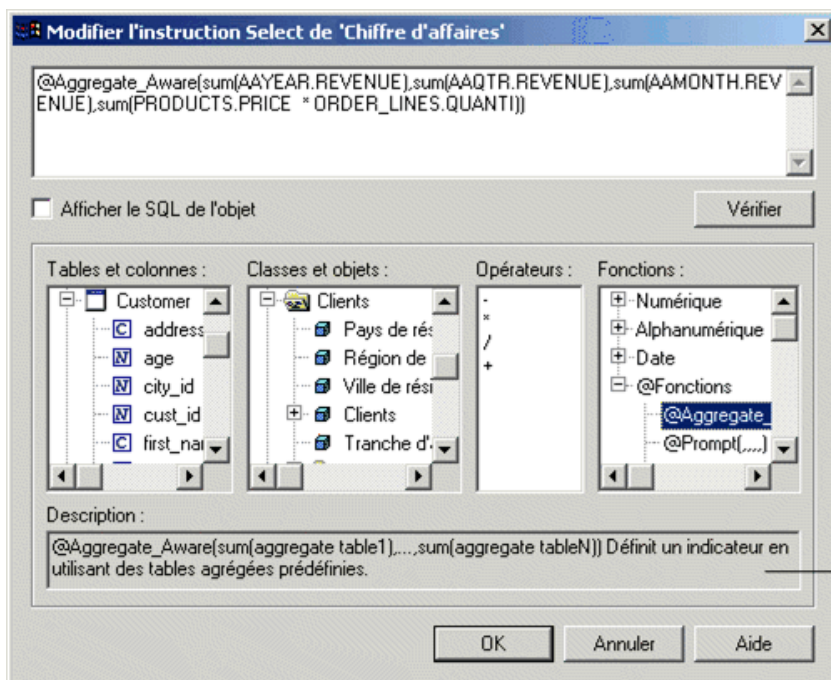 Modifier l'instruction Select de 'Chiffre d'affaires'
@Aggregate_Aware(sum(AAYEAR.REVENUE),sum(AAQTR.REVENUE),sum(AAMONTH.REV
ENUE),sum(PRODUCTS.PRICE * ORDER_LINES.QUANTI))
Afficher le SQL de l'objet
Vérifier
Tables et colonnes :
Customer
C address
N age
N city_id
N cust_id
C first_nar
Classes et objets :
Clients
Pays de rés
Région de
Ville de rési
Clients
Tranche d'
Opérateurs :
-
*
/
+
Fonctions :
Numérique
Alphanumérique
Date
@Fonctions
@Aggregate_
@Prompt(,,,,)
Description :
@Aggregate_Aware(sum(aggregate table1),...,sum(aggregate tableN)) Définit un indicateur en
utilisant des tables agrégées prédéfinies.
OK
Annuler
Aide